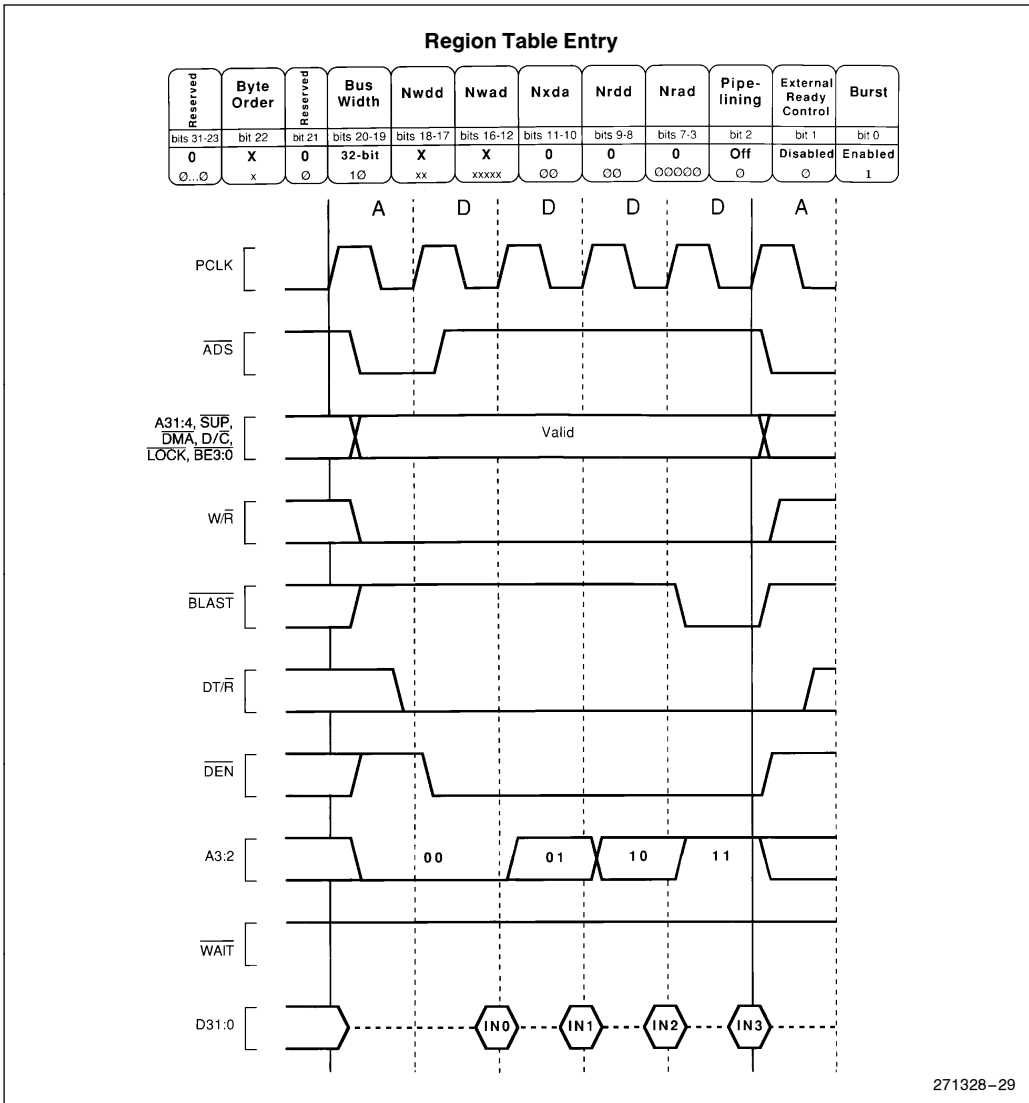 Region Table Entry
Reserved Byte Order Reserved Bus Width Nwdd Nwad Nxda Nrdd Nrad Pipe-lining External Ready Control Burst
bits 31-23 bit 22 bit 21 bits 20-19 bits 18-17 bits 16-12 bits 11-10 bits 9-8 bits 7-3 bit 2 bit 1 bit 0
0 X 0 32-bit X X 0 0 0 Off Disabled Enabled
Ø...Ø x Ø 1Ø xx xxxxx ØØ ØØ ØØØØØ Ø Ø 1
A D D D D A
PCLK
ADS
A31:4, SUP,
DMA, D/C,
LOCK, BE3:0
Valid
W/R
BLAST
DT/R
DEN
A3:2 00 01 10 11
WAIT
D31:0 IN0 IN1 IN2 IN3
271328–29